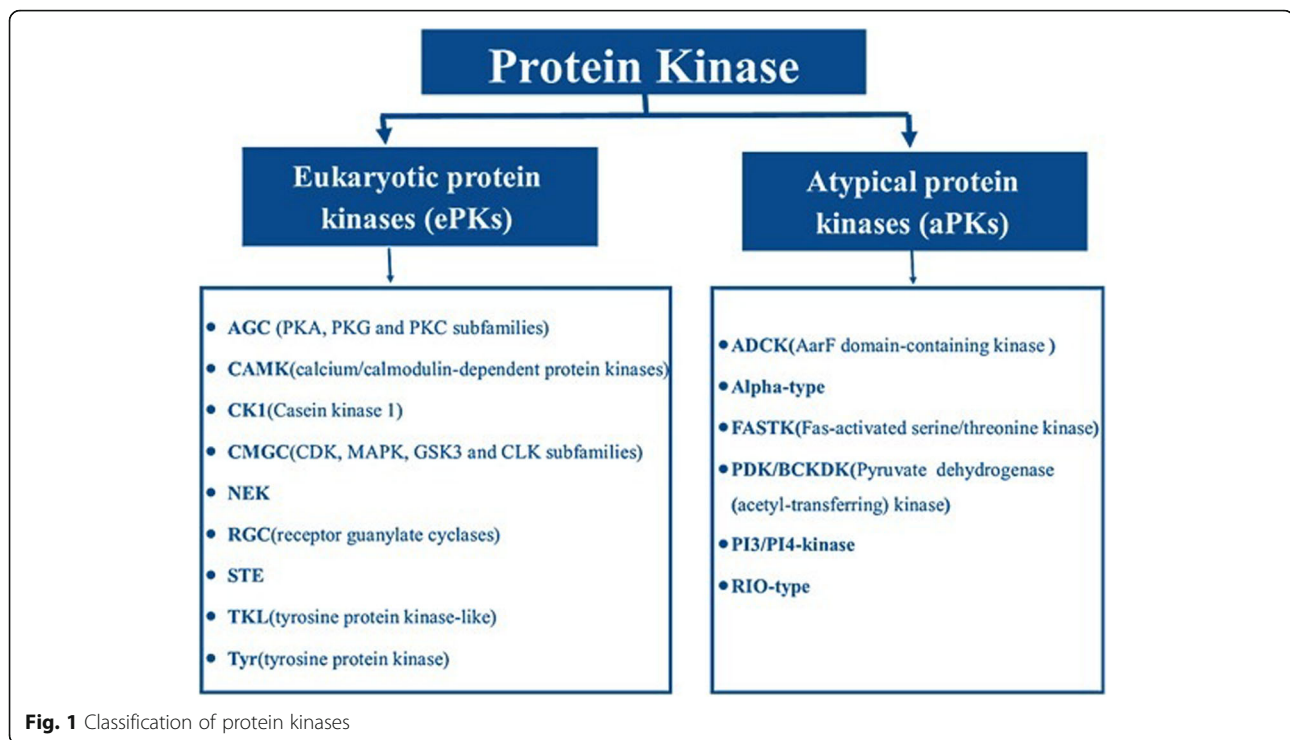 Protein Kinase
Eukaryotic protein
kinases (ePKs)
Atypical protein
kinases (aPKs)
• AGC (PKA, PKG and PKC subfamilies)
• CAMK(calcium/calmodulin-dependent protein kinases)
• CK1(Casein kinase 1)
• CMGC(CDK, MAPK, GSK3 and CLK subfamilies)
• NEK
• RGC(receptor guanylate cyclases)
• STE
• TKL(tyrosine protein kinase-like)
• Tyr(tyrosine protein kinase)
• ADCK(AarF domain-containing kinase )
• Alpha-type
• FASTK(Fas-activated serine/threonine kinase)
• PDK/BCKDK(Pyruvate dehydrogenase
(acetyl-transferring) kinase)
• PI3/PI4-kinase
• RIO-type
Fig. 1 Classification of protein kinases